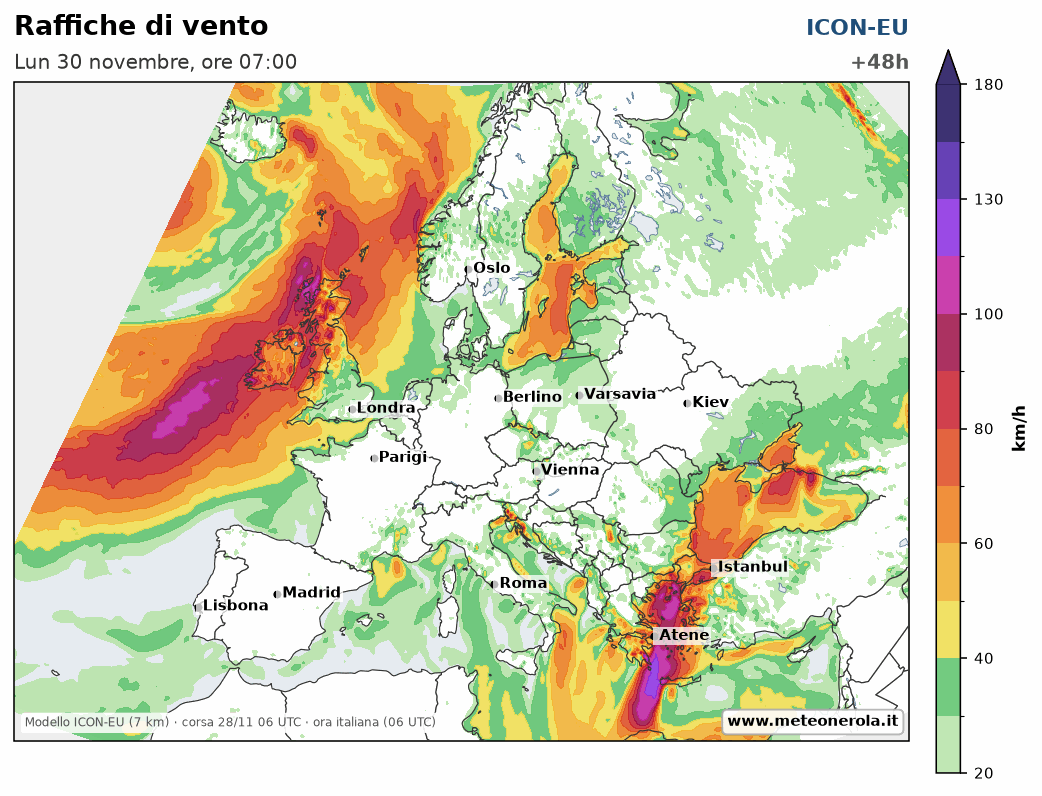 Raffiche di vento
ICON-EU
Lun 30 novembre, ore 07:00
+48h
180
130
100
80
60
40
20
km/h
Oslo
Londra
Berlino
Varsavia
Kiev
Parigi
Vienna
Istanbul
Roma
Madrid
Lisbona
Atene
Modello ICON-EU (7 km) · corsa 28/11 06 UTC · ora italiana (06 UTC)
www.meteonerola.it